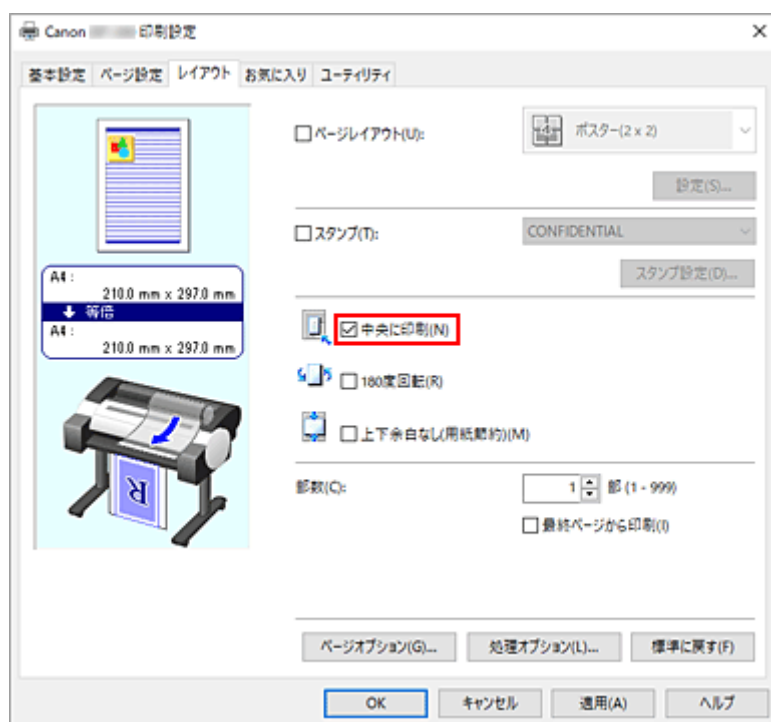 Canon 印刷設定
基本設定 ページ設定 レイアウト お気に入り ユーティリティ
ページレイアウト(U): ポスター(2 x 2)
設定(S)...
スタンプ(T): CONFIDENTIAL
スタンプ設定(D)...
A4 :
210.0 mm x 297.0 mm
等倍
A4 :
210.0 mm x 297.0 mm
中央に印刷(N)
180度回転(R)
上下余白なし(用紙節約)(M)
R
部数(C): 1 部 (1 - 999)
最終ページから印刷(I)
ページオプション(G)... 処理オプション(L)... 標準に戻す(F)
OK キャンセル 適用(A) ヘルプ